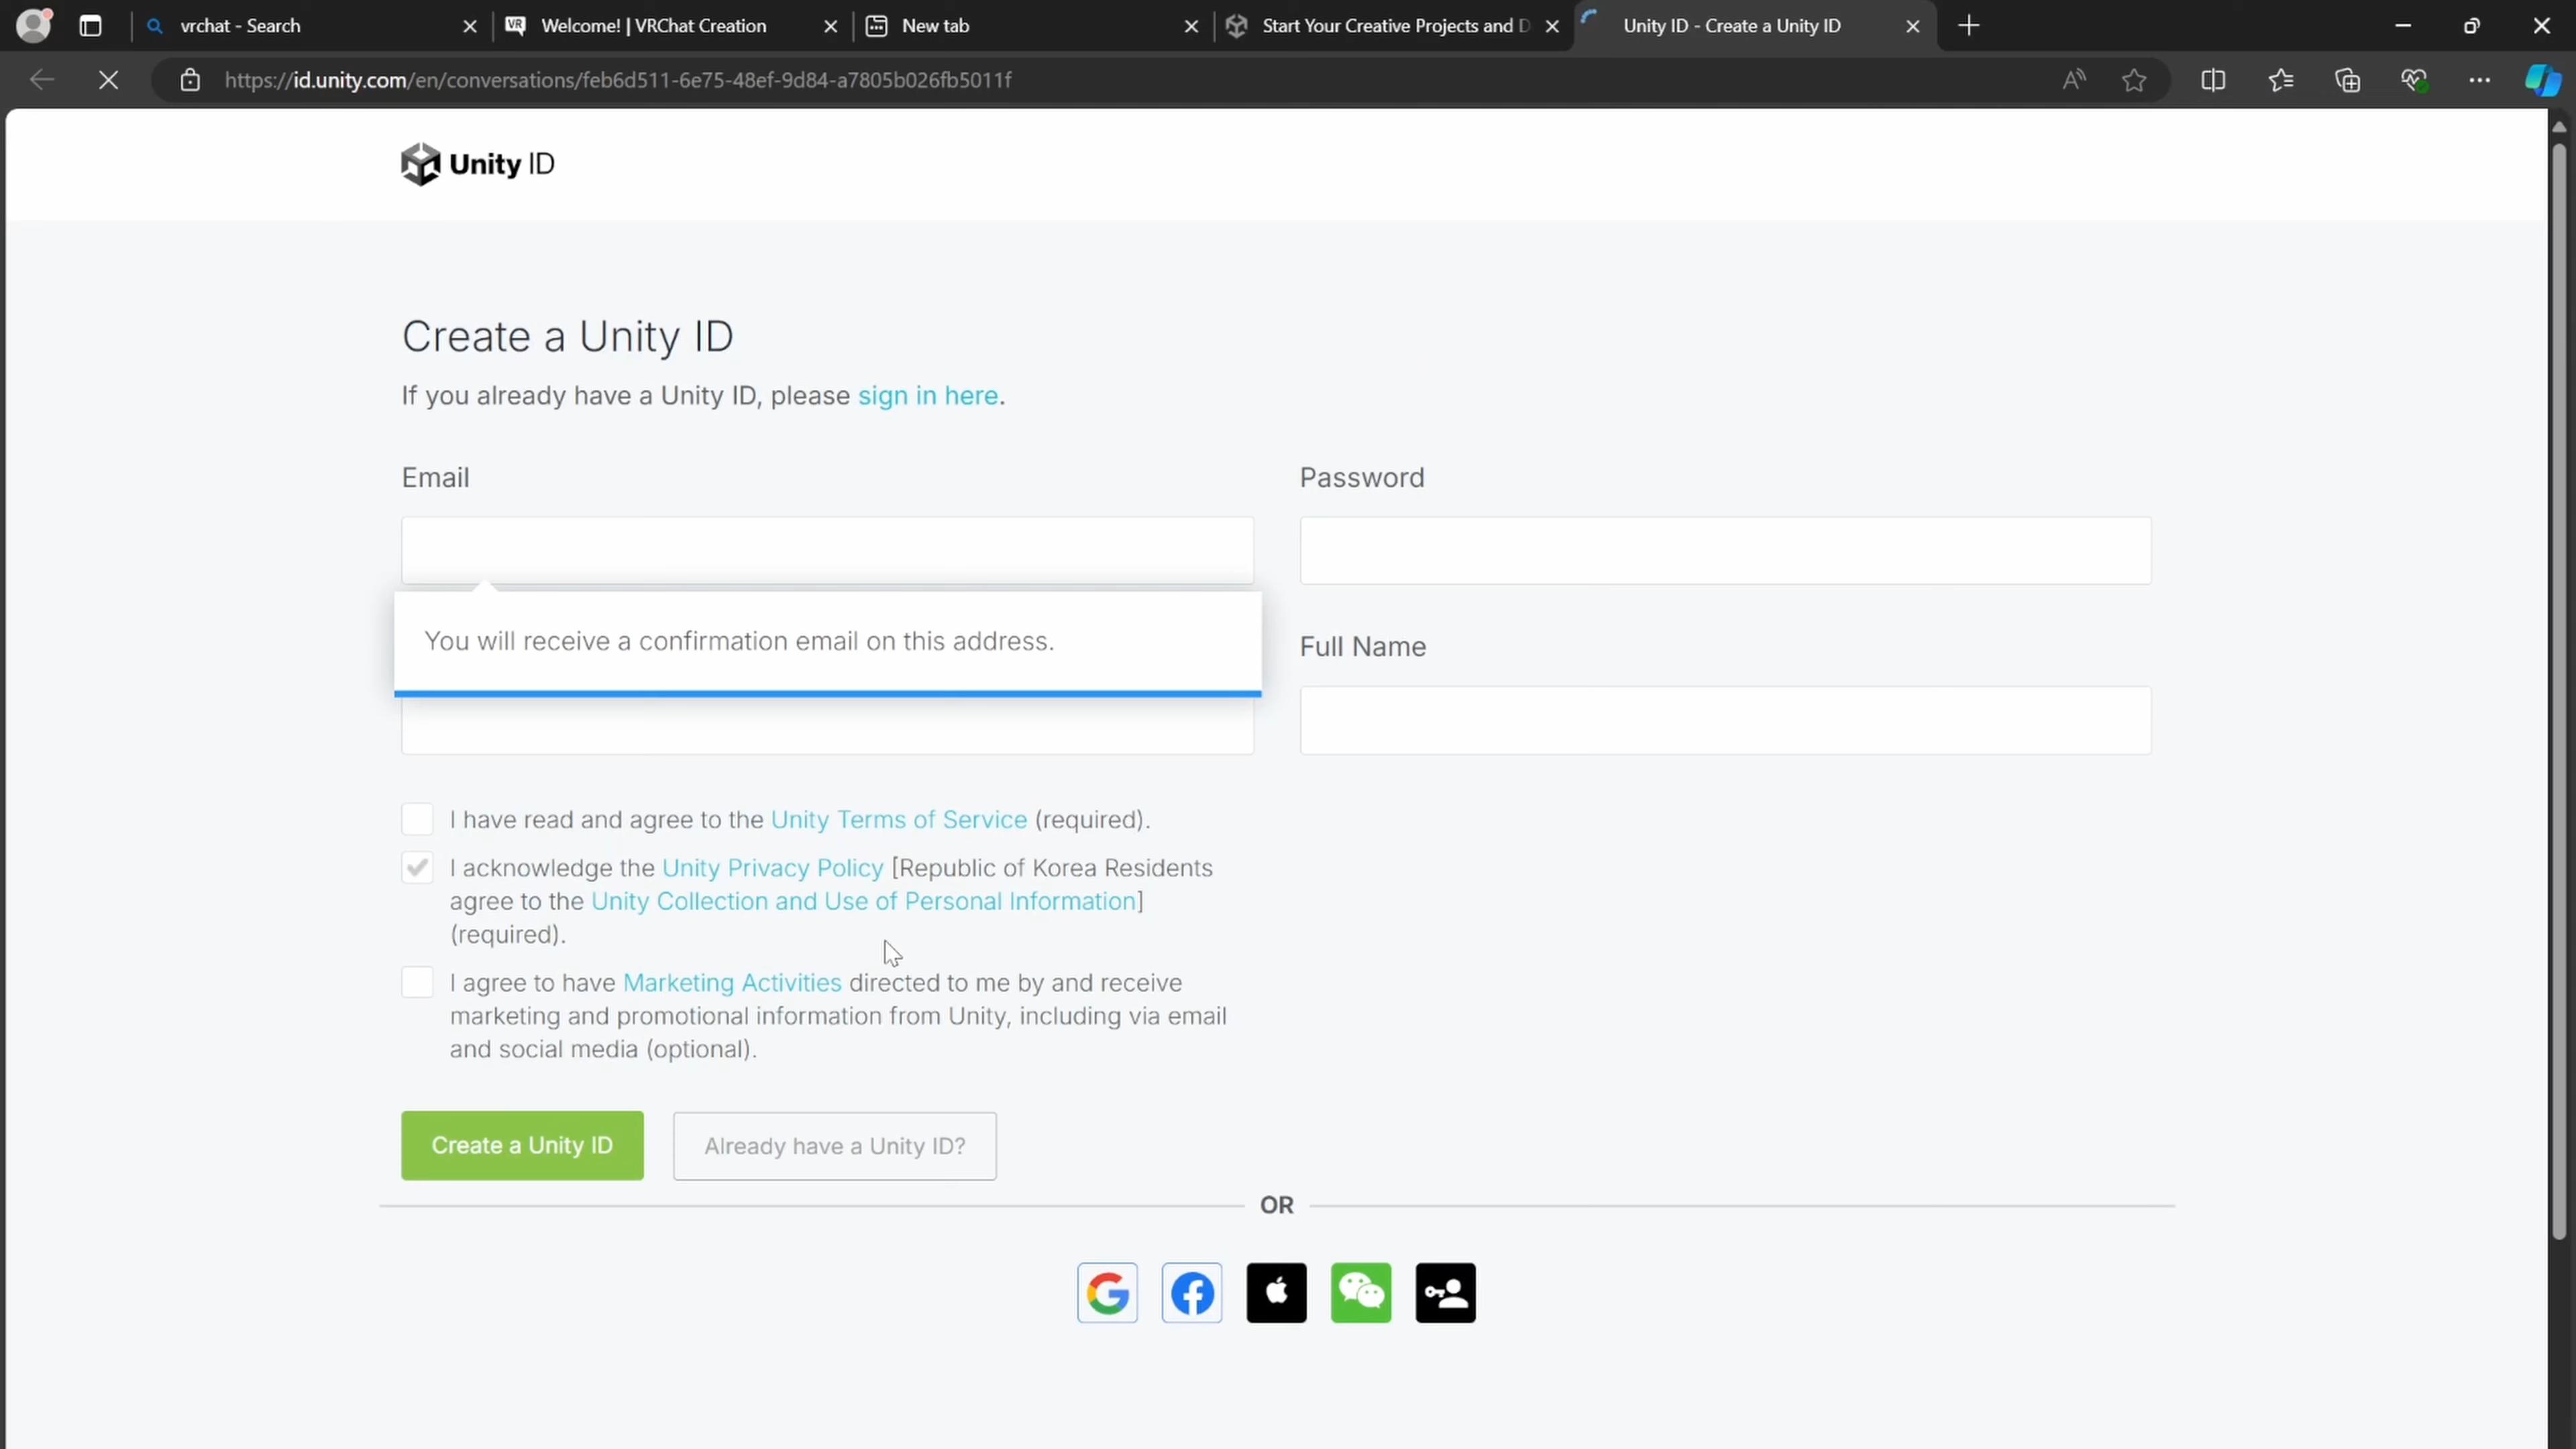 vrchat - Search
VR
Welcome! | VRChat Creation
New tab
Start Your Creative Projects and D
Unity ID - Create a Unity ID
https://id.unity.com/en/conversations/feb6d511-6e75-48ef-9d84-a7805b026fb5011f
Unity ID
Create a Unity ID
If you already have a Unity ID, please sign in here.
Email
Password
You will receive a confirmation email on this address.
Full Name
I have read and agree to the Unity Terms of Service (required).
I acknowledge the Unity Privacy Policy [Republic of Korea Residents
agree to the Unity Collection and Use of Personal Information]
(required).
I agree to have Marketing Activities directed to me by and receive
marketing and promotional information from Unity, including via email
and social media (optional).
Create a Unity ID
Already have a Unity ID?
OR